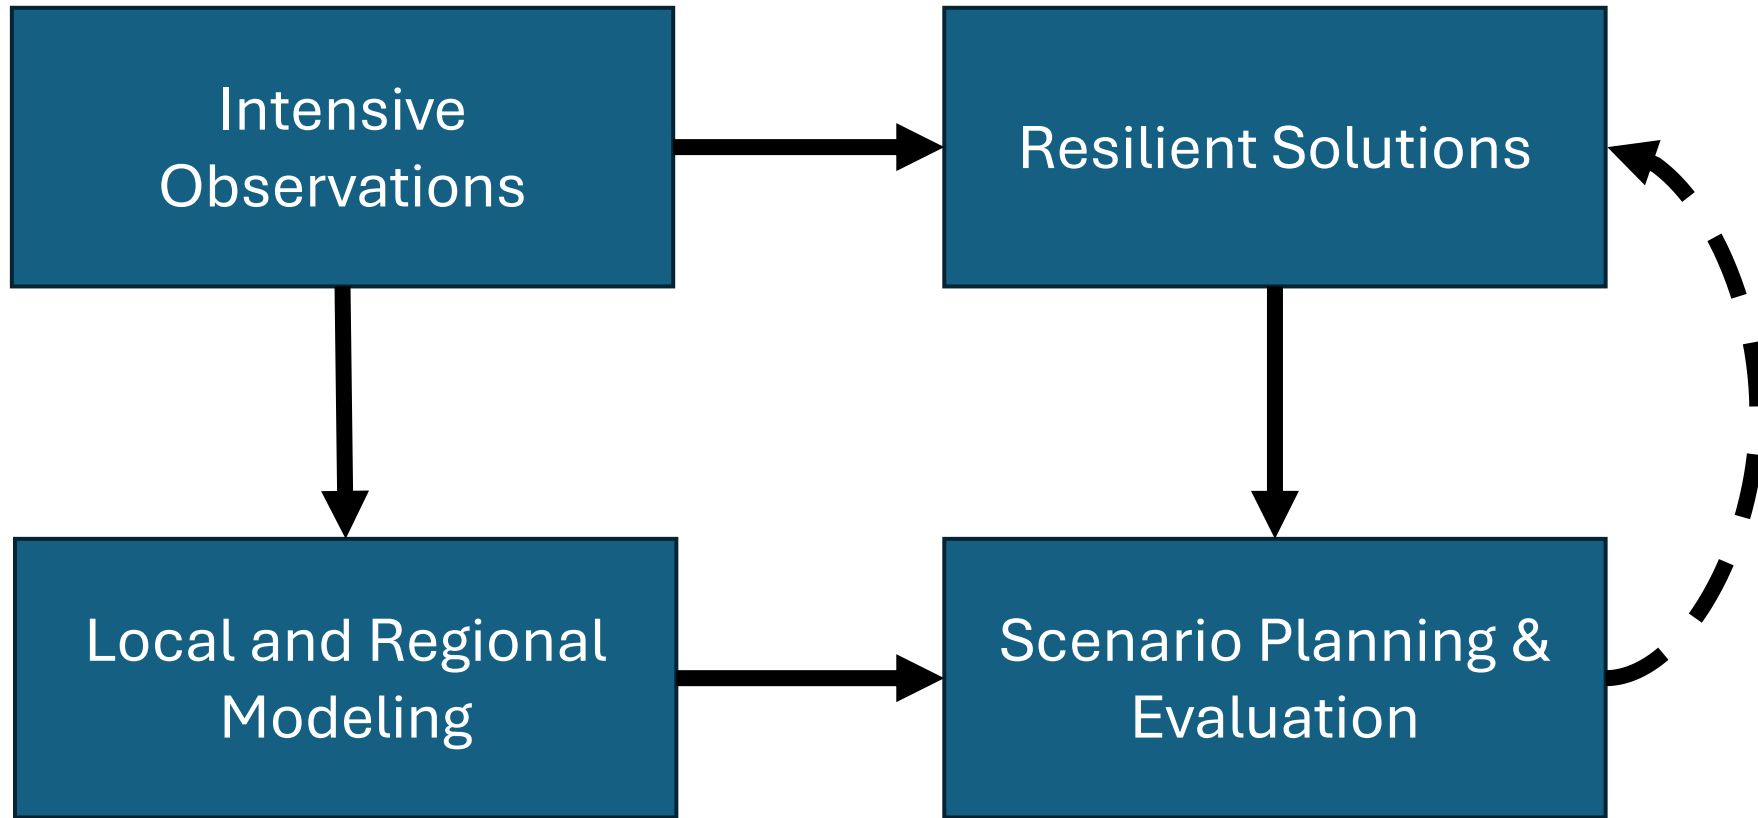 Intensive
Observations
Resilient Solutions
Local and Regional
Modeling
Scenario Planning &
Evaluation